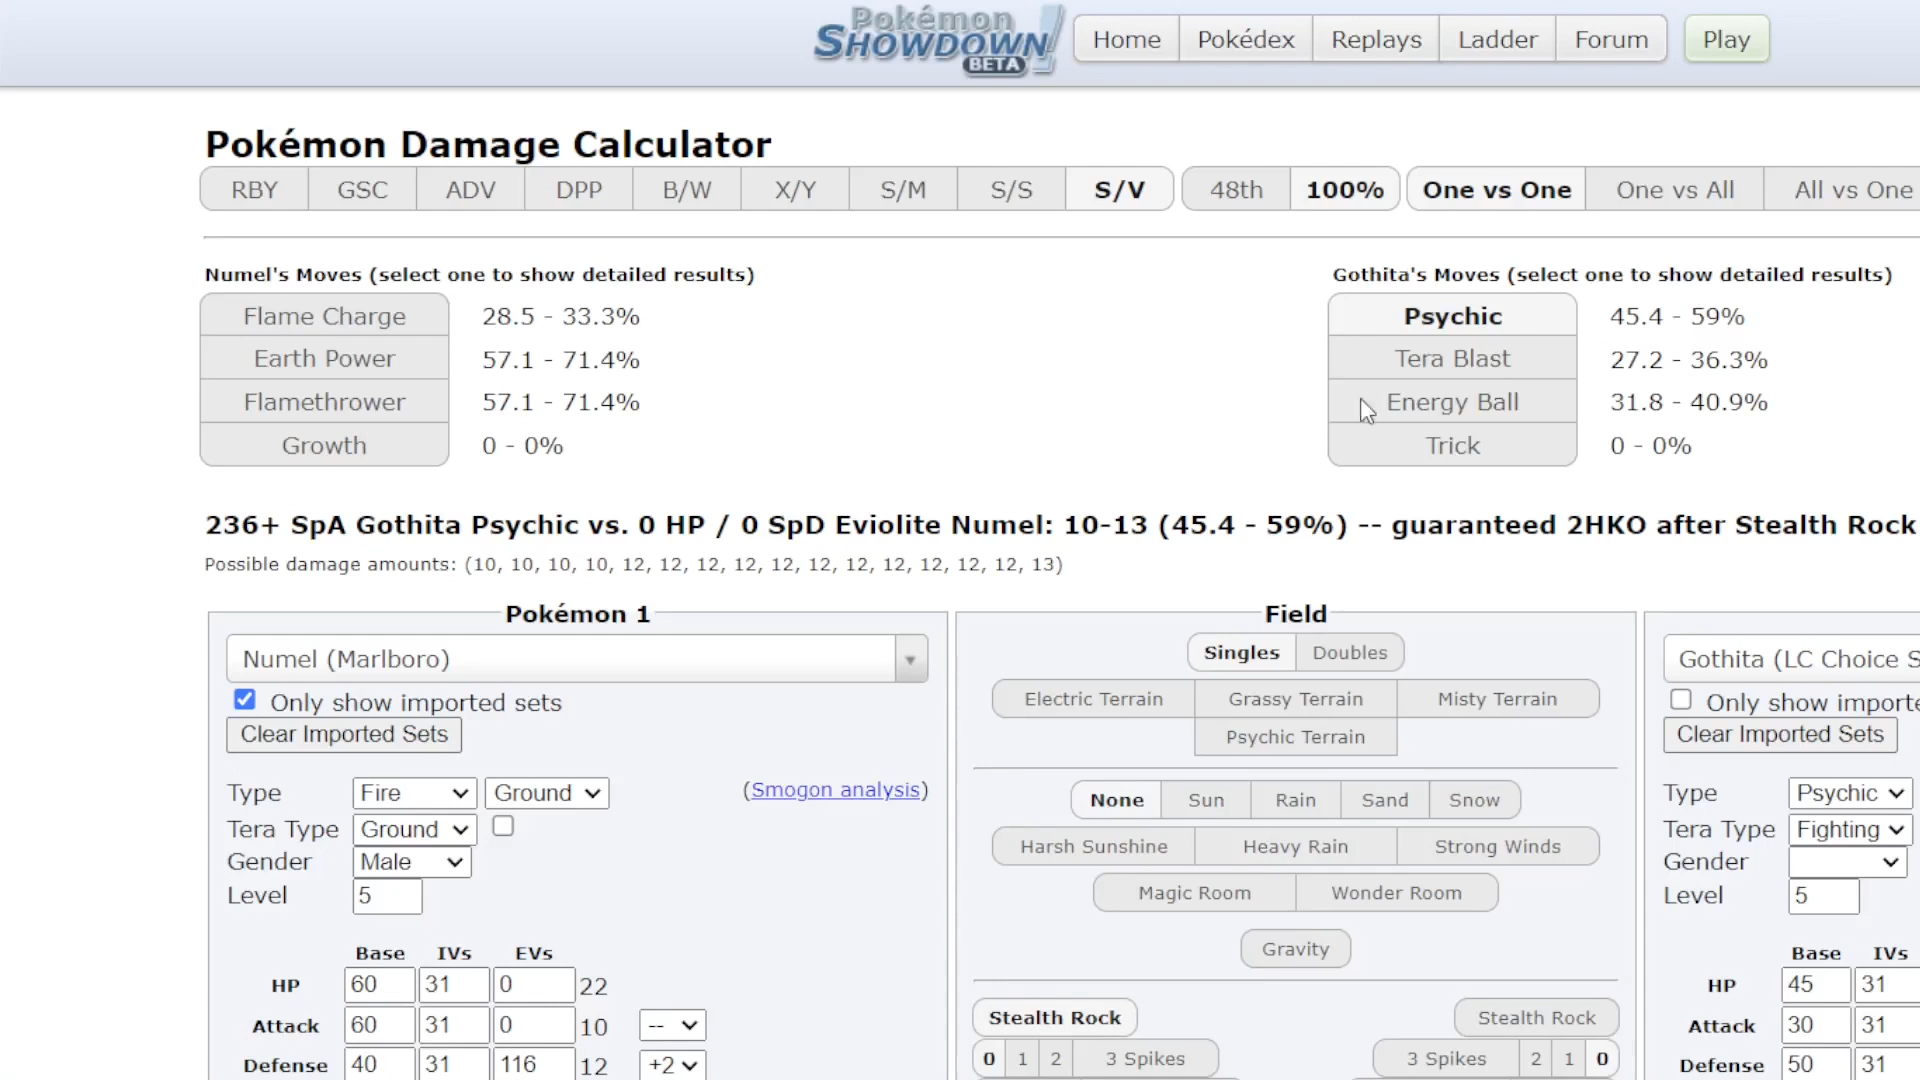 Pokémon
SHOWDOWN!
BETA
Home Pokédex Replays Ladder Forum Play
Pokémon Damage Calculator
RBY GSC ADV DPP B/W X/Y S/M S/S S/V 48th 100% One vs One One vs All All vs One
Numel's Moves (select one to show detailed results) Gothita's Moves (select one to show detailed results)
Flame Charge 28.5 - 33.3% Psychic 45.4 - 59%
Earth Power 57.1 - 71.4% Tera Blast 27.2 - 36.3%
Flamethrower 57.1 - 71.4% Energy Ball 31.8 - 40.9%
Growth 0 - 0% Trick 0 - 0%
236+ SpA Gothita Psychic vs. 0 HP / 0 SpD Eviolite Numel: 10-13 (45.4 - 59%) -- guaranteed 2HKO after Stealth Rock
Possible damage amounts: (10, 10, 10, 10, 12, 12, 12, 12, 12, 12, 12, 12, 12, 12, 12, 13)
Pokémon 1 Field
Numel (Marlboro) Singles Doubles Gothita (LC Choice S
Only show imported sets Electric Terrain Grassy Terrain Misty Terrain Only show importe
Clear Imported Sets Psychic Terrain Clear Imported Sets
Type Fire Ground (Smogon analysis) None Sun Rain Sand Snow Type Psychic
Tera Type Ground Harsh Sunshine Heavy Rain Strong Winds Tera Type Fighting
Gender Male Gender
Level 5 Magic Room Wonder Room Level 5
Base IVs EVs Gravity Base IVs
HP 60 31 0 22 HP 45 31
Attack 60 31 0 10 -- Stealth Rock Stealth Rock Attack 30 31
Defense 40 31 116 12 +2 0 1 2 3 Spikes 3 Spikes 2 1 0 Defense 50 31